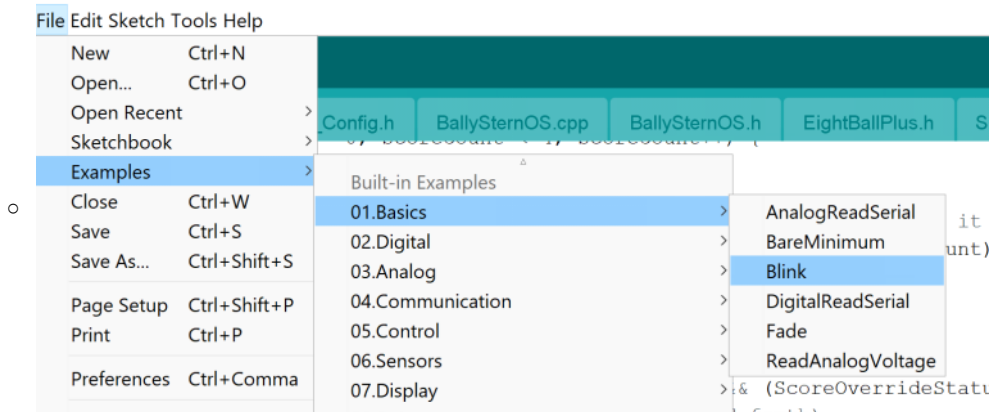 File Edit Sketch Tools Help
New Ctrl+N
Open... Ctrl+O
Open Recent >
Sketchbook >
Examples >
Close Ctrl+W
Save Ctrl+S
Save As... Ctrl+Shift+S
Page Setup Ctrl+Shift+P
Print Ctrl+P
Preferences Ctrl+Comma
_Config.h BallySternOS.cpp BallySternOS.h EightBallPlus.h S
Built-in Examples
01.Basics >
02.Digital >
03.Analog >
04.Communication >
05.Control >
06.Sensors >
07.Display >
AnalogReadSerial
BareMinimum
Blink
DigitalReadSerial
Fade
ReadAnalogVoltage
it
unt)
& (ScoreOverrideStatu